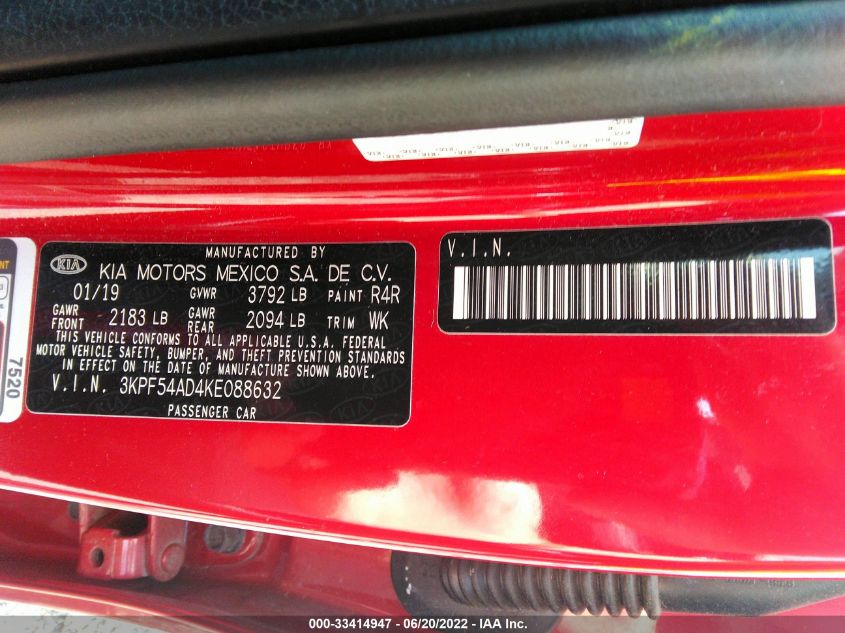 MANUFACTURED BY
KIA KIA MOTORS MEXICO S.A. DE C.V.
01/19 GVWR 3792 LB PAINT R4R
GAWR FRONT 2183 LB GAWR REAR 2094 LB TRIM WK
THIS VEHICLE CONFORMS TO ALL APPLICABLE U.S.A. FEDERAL
MOTOR VEHICLE SAFETY, BUMPER, AND THEFT PREVENTION STANDARDS
IN EFFECT ON THE DATE OF MANUFACTURE SHOWN ABOVE.
V.I.N. 3KPF54AD4KE088632
PASSENGER CAR
V.I.N.
7520
000-33414947 - 06/20/2022 - IAA Inc.